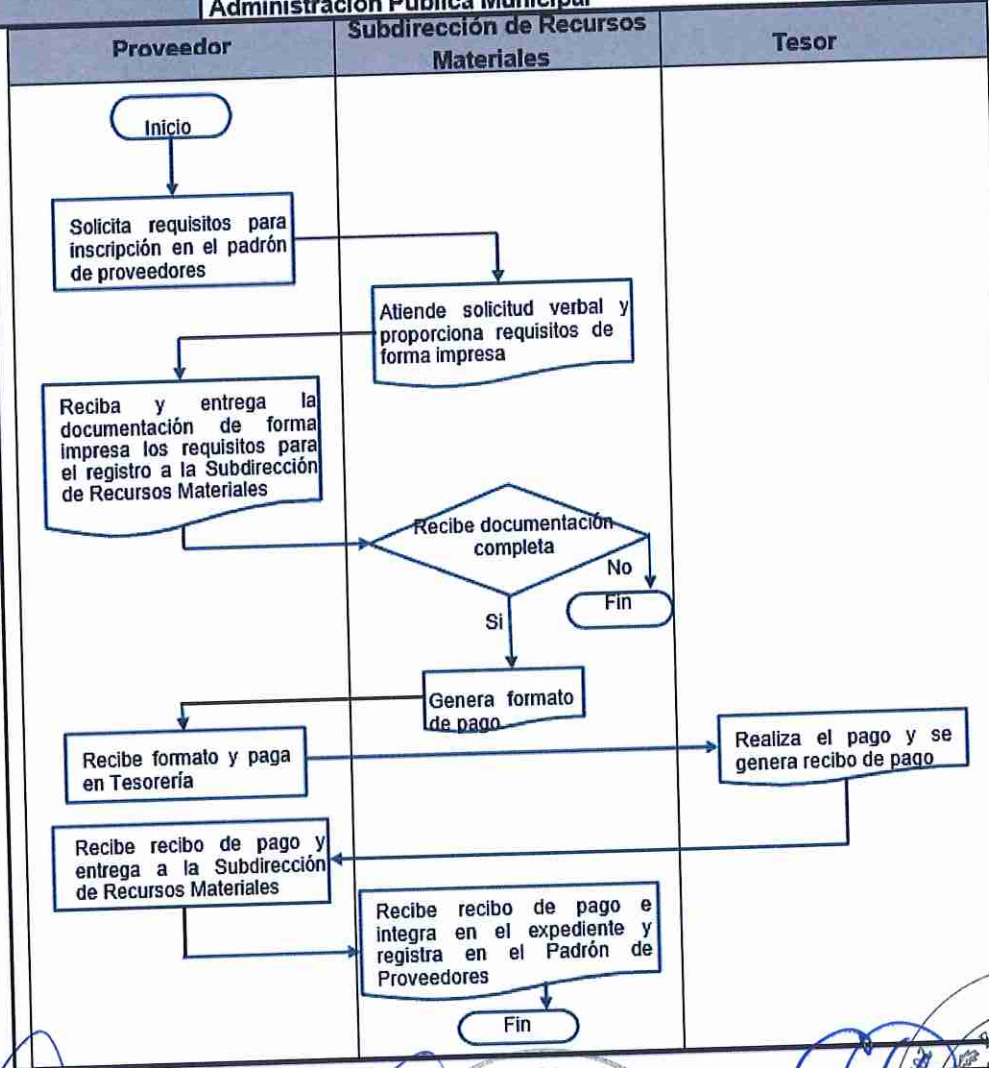 Administración Pública Municipal
Proveedor
Subdirección de Recursos
Materiales
Tesor
Inicio
Solicita requisitos para
inscripción en el padrón
de proveedores
Atiende solicitud verbal y
proporciona requisitos de
forma impresa
Reciba y entrega la
documentación de forma
impresa los requisitos para
el registro a la Subdirección
de Recursos Materiales
Recibe documentación
completa
No
Fin
Si
Genera formato
de pago
Recibe formato y paga
en Tesorería
Realiza el pago y se
genera recibo de pago
Recibe recibo de pago y
entrega a la Subdirección
de Recursos Materiales
Recibe recibo de pago e
integra en el expediente y
registra en el Padrón de
Proveedores
Fin